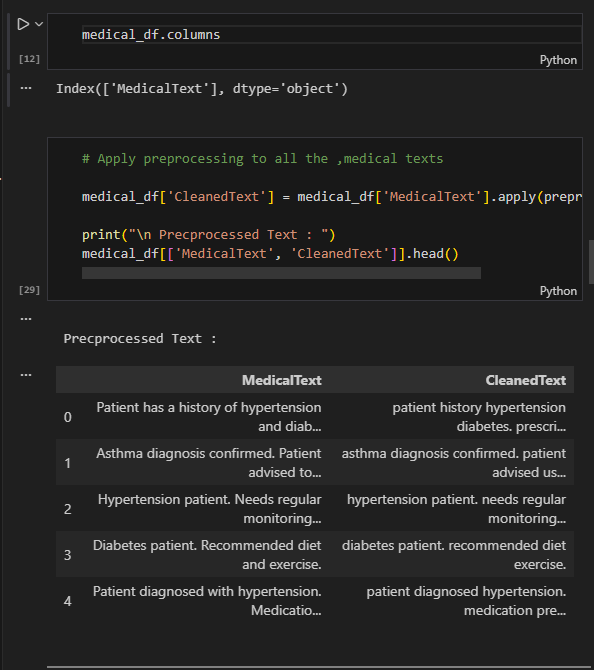 medical_df.columns
[12]
Python
... Index(['MedicalText'], dtype='object')
# Apply preprocessing to all the ,medical texts
medical_df['CleanedText'] = medical_df['MedicalText'].apply(prepr
print("\n Precprocessed Text : ")
medical_df[['MedicalText', 'CleanedText']].head()
[29]
Python
...
Precprocessed Text :
...
MedicalText CleanedText
0 Patient has a history of hypertension and diab... patient history hypertension diabetes. prescri...
1 Asthma diagnosis confirmed. Patient advised to... asthma diagnosis confirmed. patient advised us...
2 Hypertension patient. Needs regular monitoring... hypertension patient. needs regular monitoring...
3 Diabetes patient. Recommended diet and exercise. diabetes patient. recommended diet exercise.
4 Patient diagnosed with hypertension. Medicatio... patient diagnosed hypertension. medication pre...